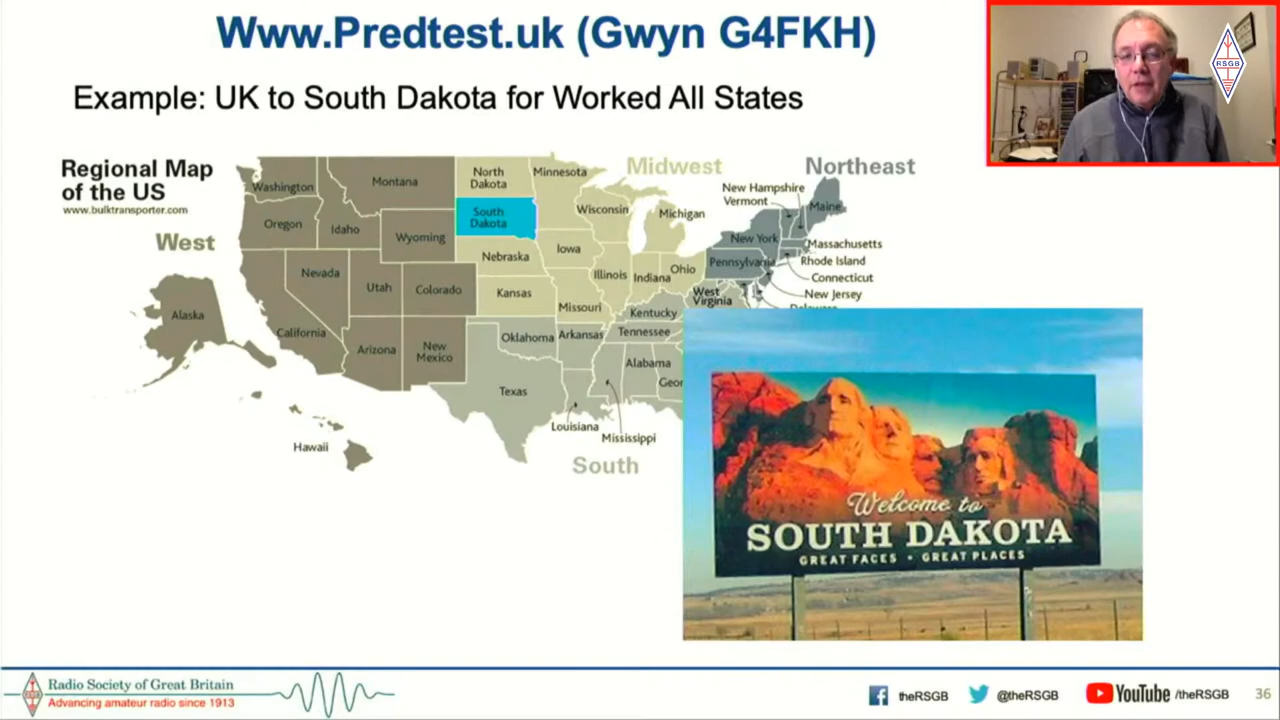 Www.Predtest.uk (Gwyn G4FKH)
RSGB
Example: UK to South Dakota for Worked All States
Regional Map
of the US
www.bulktransporter.com
West
Midwest
Northeast
South
Washington
Montana
North
Dakota
Minnesota
Oregon
Idaho
Wyoming
South
Dakota
Wisconsin
Michigan
New Hampshire
Vermont
Maine
New York
Massachusetts
Rhode Island
Connecticut
New Jersey
Pennsylvania
Nevada
Utah
Colorado
Nebraska
Iowa
Illinois
Indiana
Ohio
Kansas
Missouri
West
Virginia
Kentucky
Alaska
California
Arizona
New
Mexico
Oklahoma
Arkansas
Tennessee
Alabama
Texas
Louisiana
Mississippi
Hawaii
Welcome to
SOUTH DAKOTA
GREAT FACES • GREAT PLACES
Radio Society of Great Britain
Advancing amateur radio since 1913
theRSGB
@theRSGB
YouTube /theRSGB
36